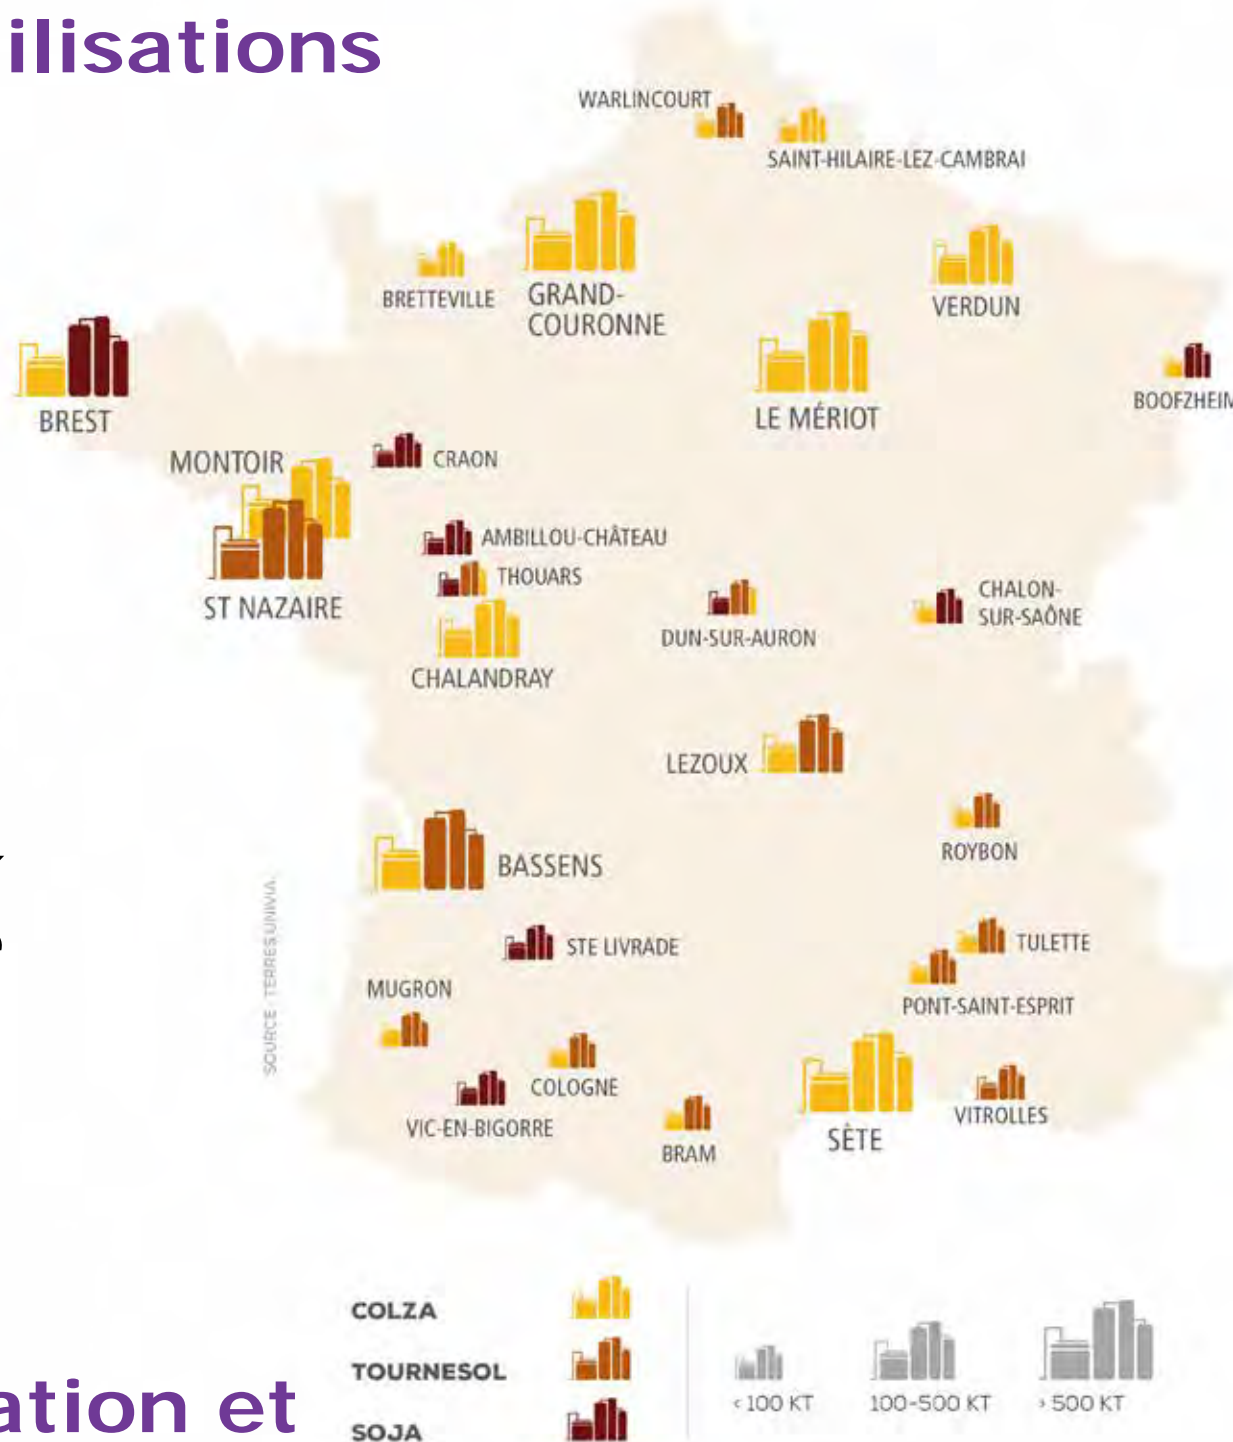 ilisations
WARLINCOURT
SAINT-HILAIRE-LEZ-CAMBRAI
BRETTEVILLE
GRAND-
COURONNE
VERDUN
BREST
LE MÉRIOT
BOOFZHEIM
MONTOIR
CRAON
AMBILLOU-CHÂTEAU
THOUARS
ST NAZAIRE
CHALANDRAY
DUN-SUR-AURON
CHALON-
SUR-SAÔNE
LEZOUX
ROYBON
BASSENS
STE LIVRADE
TULETTE
MUGRON
PONT-SAINT-ESPRIT
SOURCE - TERRES UNIVIA.
COLOGNE
VIC-EN-BIGORRE
BRAM
SÈTE
VITROLLES
COLZA
TOURNESOL
SOJA
< 100 KT
100-500 KT
> 500 KT
ation et